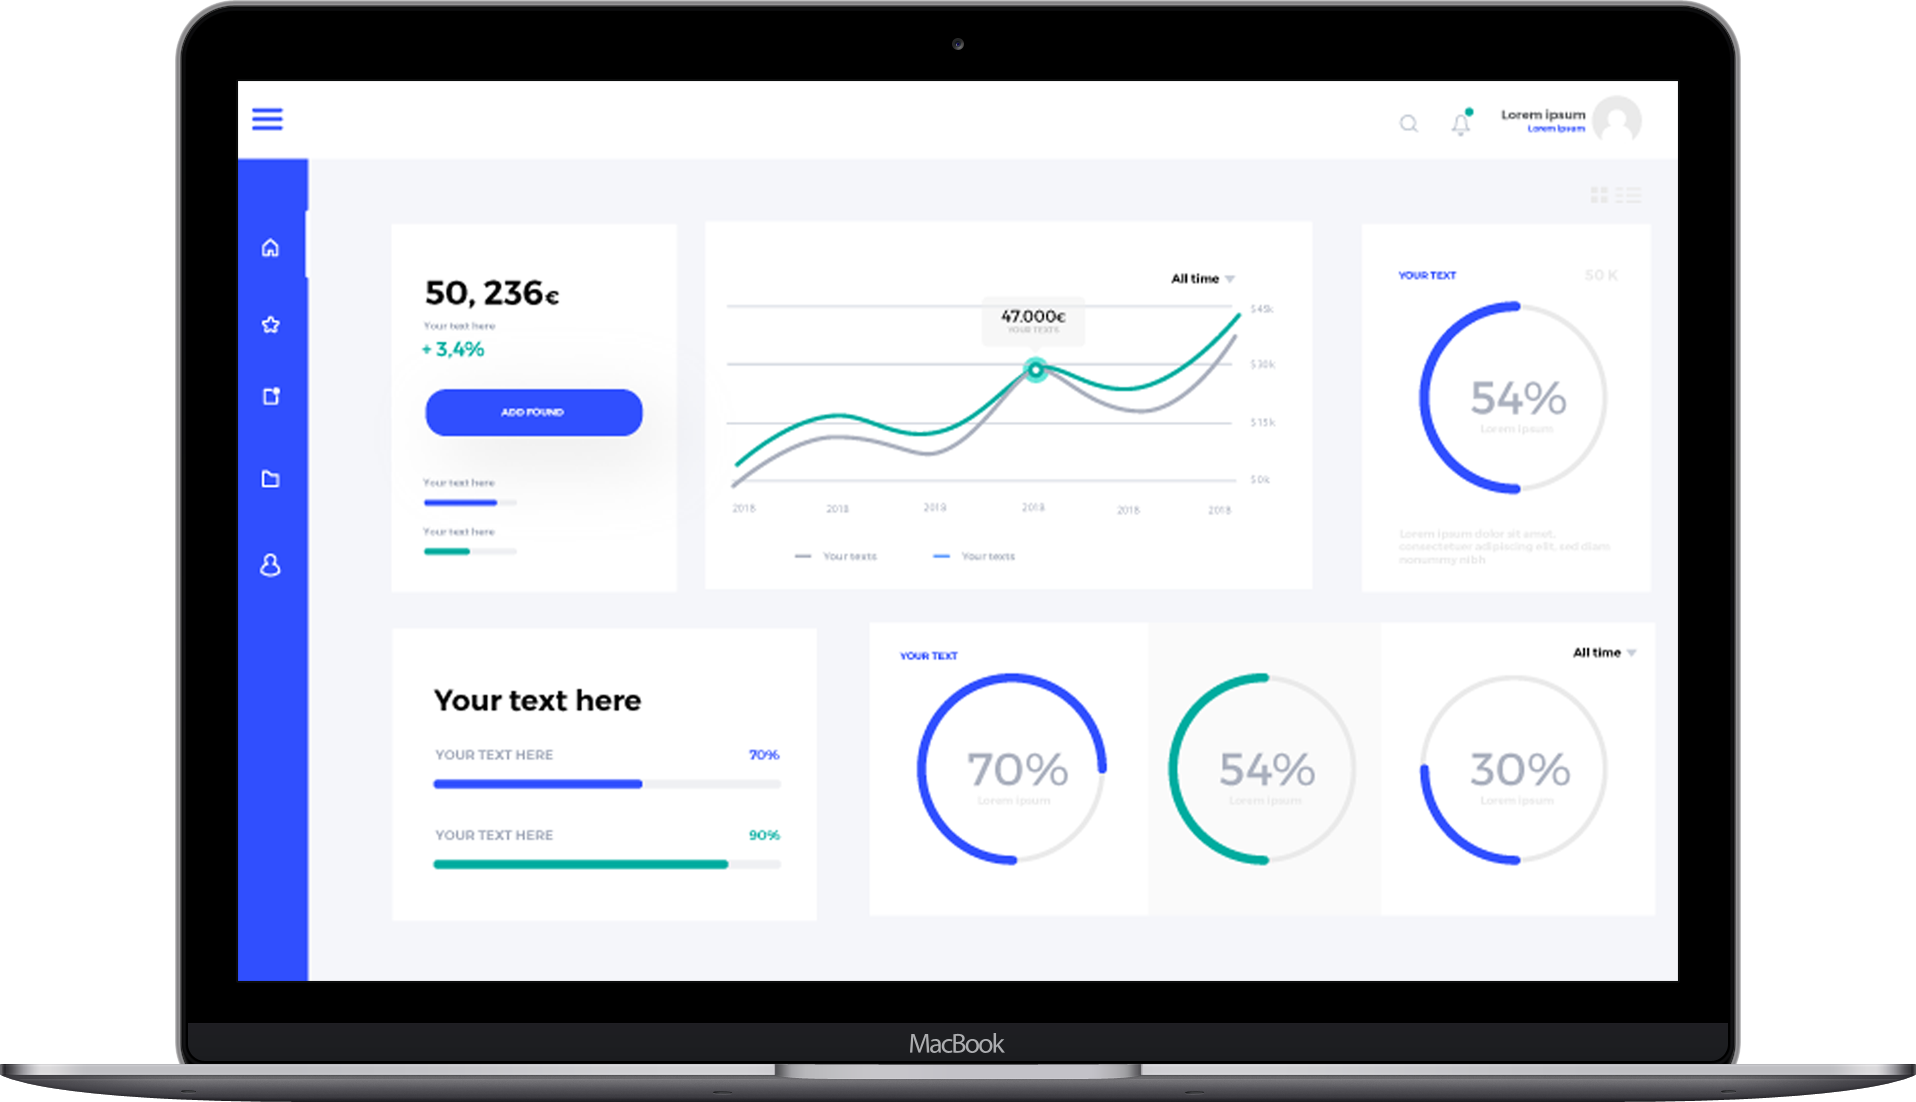 Lorem ipsum
Lorem Ipsum
50, 236€
Your text here
+ 3,4%
ADD FOUND
Your text here
Your text here
All time
47.000€
YOUR TEXTS
$45k
$30k
$15k
$0k
2018 2018 2018 2018 2018 2018
Your texts Your texts
YOUR TEXT 50 K
54%
Lorem ipsum
Lorem ipsum dolor sit amet,
consectetuer adipiscing elit, sed diam
nonummy nibh
Your text here
YOUR TEXT HERE 70%
YOUR TEXT HERE 90%
YOUR TEXT All time
70% 54% 30%
Lorem ipsum Lorem ipsum Lorem ipsum
MacBook